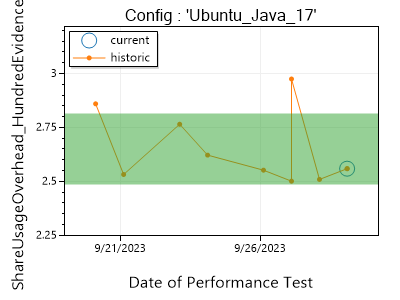 Config : 'Ubuntu_Java_17'
ShareUsageOverhead_HundredEvidence
current
historic
3
2.75
2.5
2.25
9/21/2023
9/26/2023
Date of Performance Test